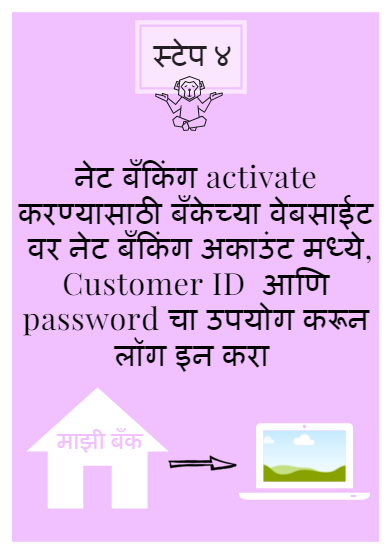 स्टेप ४
नेट बँकिंग activate
करण्यासाठी बँकेच्या वेबसाईट
वर नेट बँकिंग अकाउंट मध्ये,
Customer ID आणि
password चा उपयोग करून
लॉग इन करा
माझी बँक